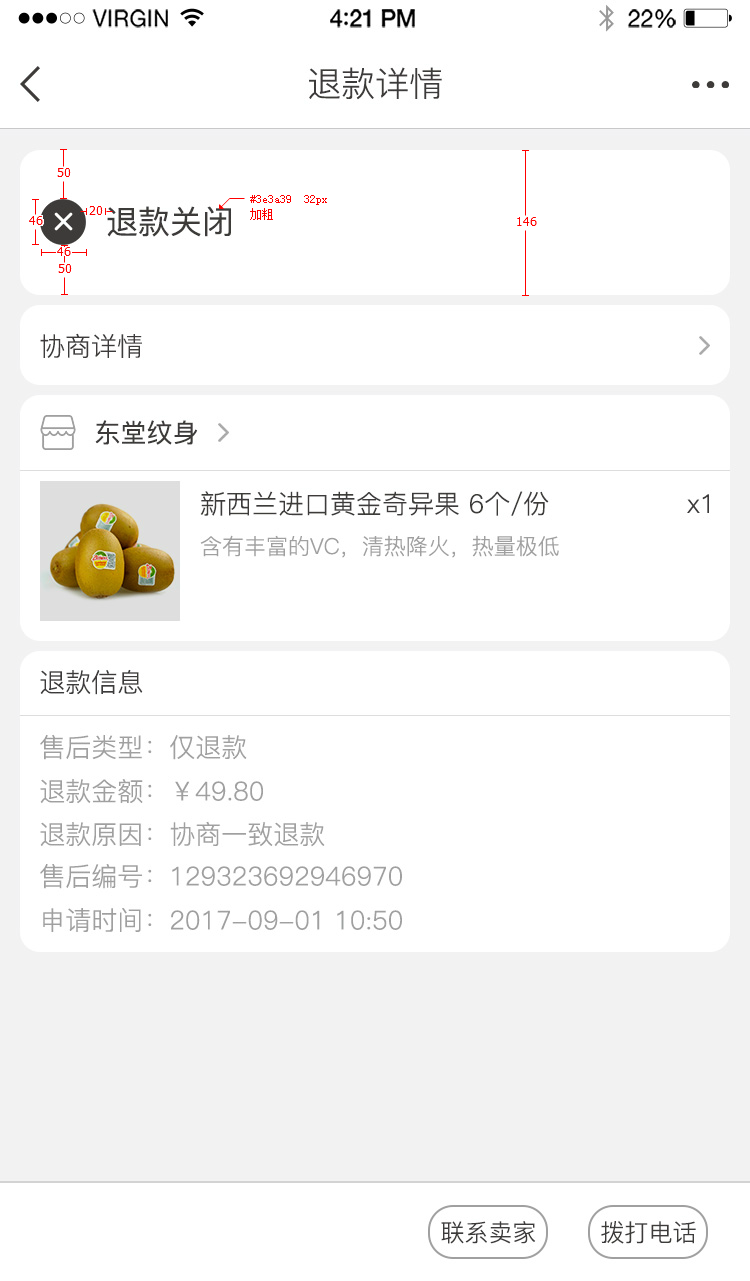 VIRGIN 4:21 PM 22%
退款详情
50
#3e3a39 32px
加粗
46 20 退款关闭 146
46
50
协商详情
东堂纹身
新西兰进口黄金奇异果 6个/份 x1
含有丰富的VC，清热降火，热量极低
退款信息
售后类型：仅退款
退款金额：￥49.80
退款原因：协商一致退款
售后编号：129323692946970
申请时间：2017-09-01 10:50
联系卖家 拨打电话